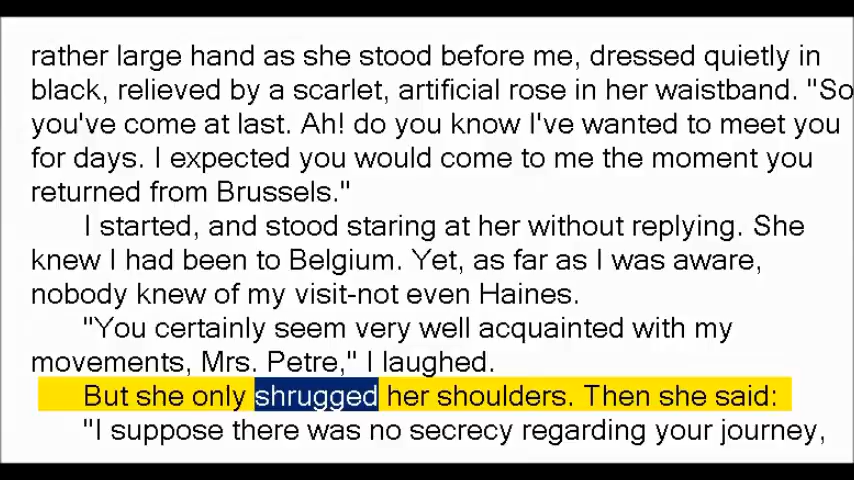 rather large hand as she stood before me, dressed quietly in
black, relieved by a scarlet, artificial rose in her waistband. "So
you've come at last. Ah! do you know I've wanted to meet you
for days. I expected you would come to me the moment you
returned from Brussels."
I started, and stood staring at her without replying. She
knew I had been to Belgium. Yet, as far as I was aware,
nobody knew of my visit-not even Haines.
"You certainly seem very well acquainted with my
movements, Mrs. Petre," I laughed.
But she only shrugged her shoulders. Then she said:
"I suppose there was no secrecy regarding your journey,